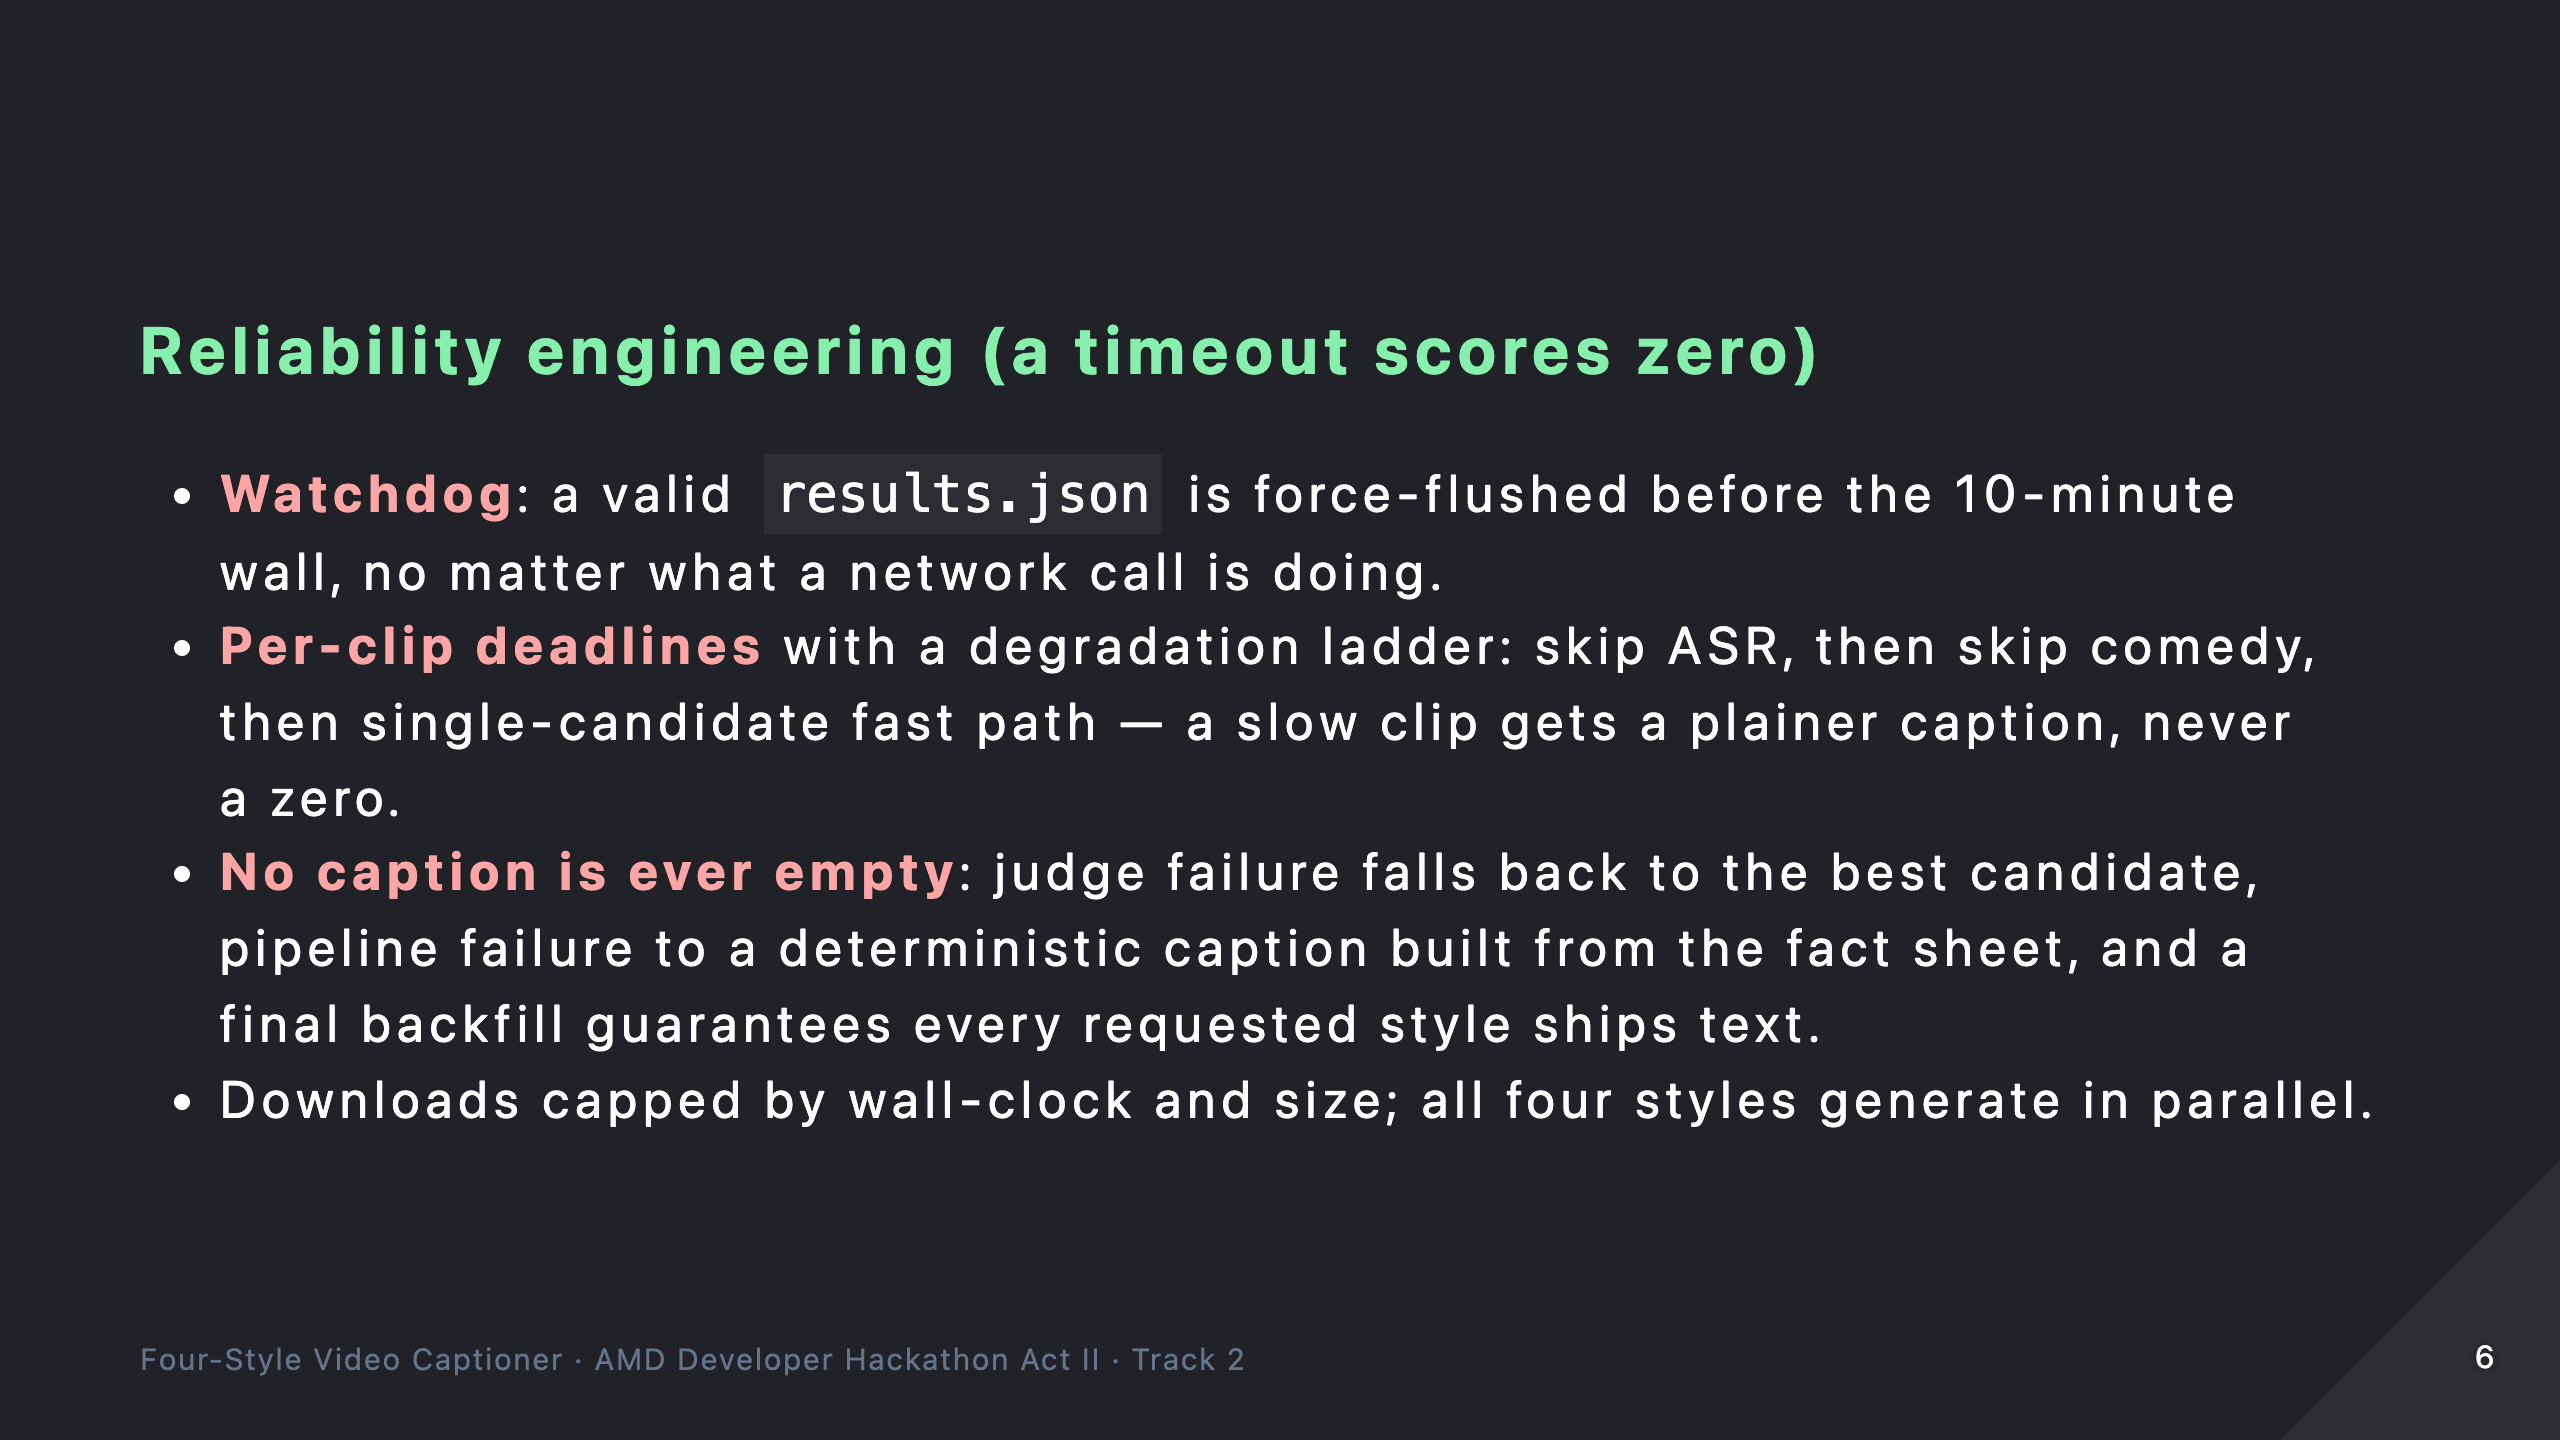 Reliability engineering (a timeout scores zero)
• Watchdog: a valid results.json is force-flushed before the 10-minute
wall, no matter what a network call is doing.
• Per-clip deadlines with a degradation ladder: skip ASR, then skip comedy,
then single-candidate fast path — a slow clip gets a plainer caption, never
a zero.
• No caption is ever empty: judge failure falls back to the best candidate,
pipeline failure to a deterministic caption built from the fact sheet, and a
final backfill guarantees every requested style ships text.
• Downloads capped by wall-clock and size; all four styles generate in parallel.
Four-Style Video Captioner · AMD Developer Hackathon Act II · Track 2
6